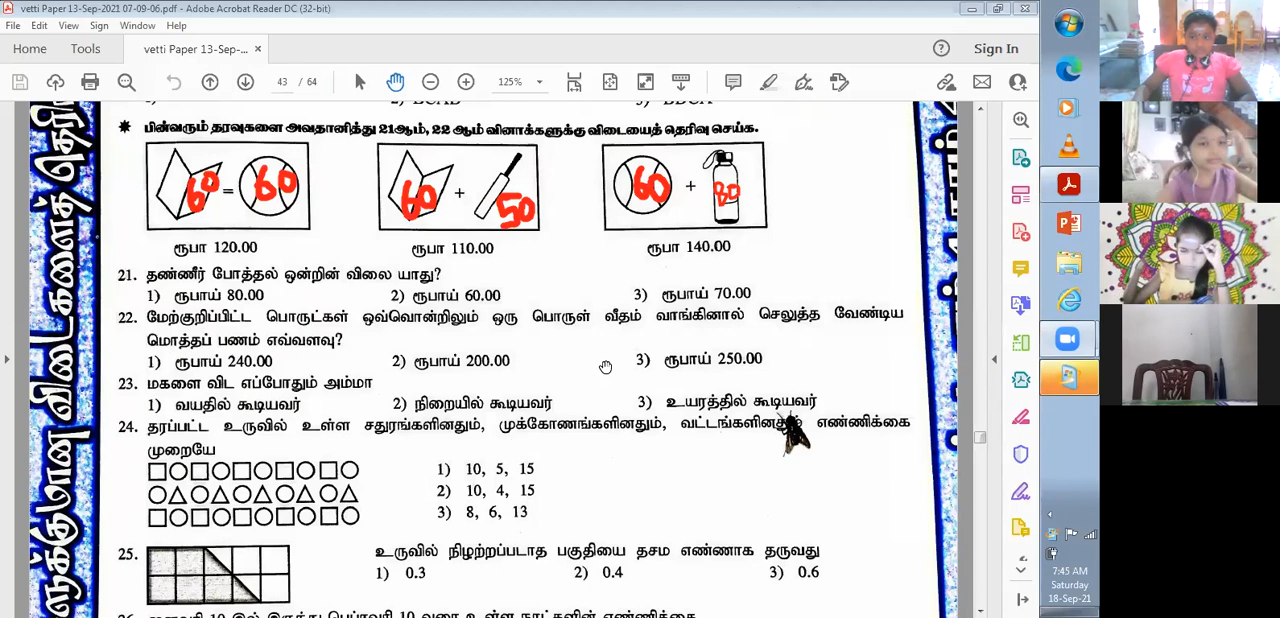 vetti Paper 13-Sep-2021 07-09-06.pdf - Adobe Acrobat Reader DC (32-bit)
File Edit View Sign Window Help
Home Tools vetti Paper 13-Sep-... × Sign In
43 / 64 125%
✱ பின்வரும் தரவுகளை அவதானித்து 21ஆம், 22 ஆம் வினாக்களுக்கு விடையைத் தெரிவு செய்க.
60 = 60 60 + 50 60 + 80
ரூபா 120.00 ரூபா 110.00 ரூபா 140.00
21. தண்ணீர் போத்தல் ஒன்றின் விலை யாது?
1) ரூபாய் 80.00 2) ரூபாய் 60.00 3) ரூபாய் 70.00
22. மேற்குறிப்பிட்ட பொருட்கள் ஒவ்வொன்றிலும் ஒரு பொருள் வீதம் வாங்கினால் செலுத்த வேண்டிய
மொத்தப் பணம் எவ்வளவு?
1) ரூபாய் 240.00 2) ரூபாய் 200.00 3) ரூபாய் 250.00
23. மகளை விட எப்போதும் அம்மா
1) வயதில் கூடியவர் 2) நிறையில் கூடியவர் 3) உயரத்தில் கூடியவர்
24. தரப்பட்ட உருவில் உள்ள சதுரங்களினதும், முக்கோணங்களினதும், வட்டங்களினதும் எண்ணிக்கை
முறையே
1) 10, 5, 15
2) 10, 4, 15
3) 8, 6, 13
25. உருவில் நிழற்றப்படாத பகுதியை தசம எண்ணாக தருவது
1) 0.3 2) 0.4 3) 0.6
7:45 AM
Saturday
18-Sep-21